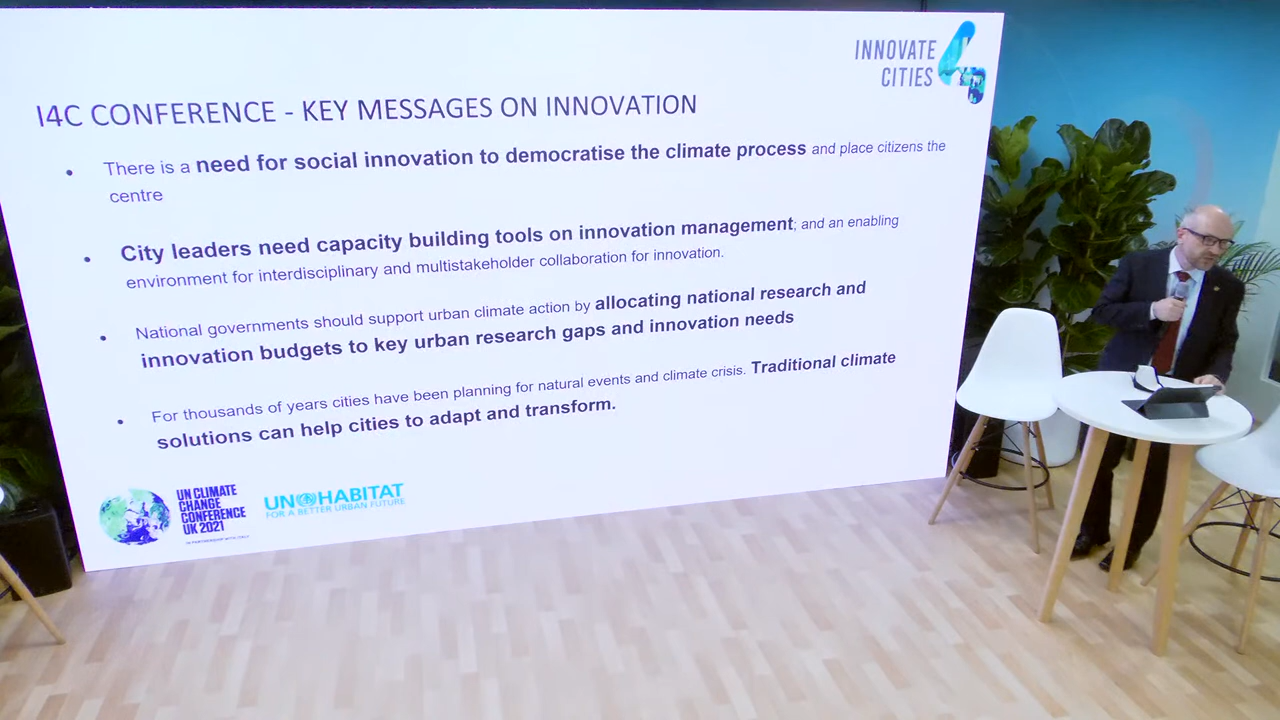 INNOVATE
CITIES
4
I4C CONFERENCE - KEY MESSAGES ON INNOVATION
• There is a need for social innovation to democratise the climate process and place citizens the
centre
• City leaders need capacity building tools on innovation management; and an enabling
environment for interdisciplinary and multistakeholder collaboration for innovation.
• National governments should support urban climate action by allocating national research and
innovation budgets to key urban research gaps and innovation needs
• For thousands of years cities have been planning for natural events and climate crisis. Traditional climate
solutions can help cities to adapt and transform.
UN CLIMATE
CHANGE
CONFERENCE
UK 2021
IN PARTNERSHIP WITH ITALY
UN HABITAT
FOR A BETTER URBAN FUTURE